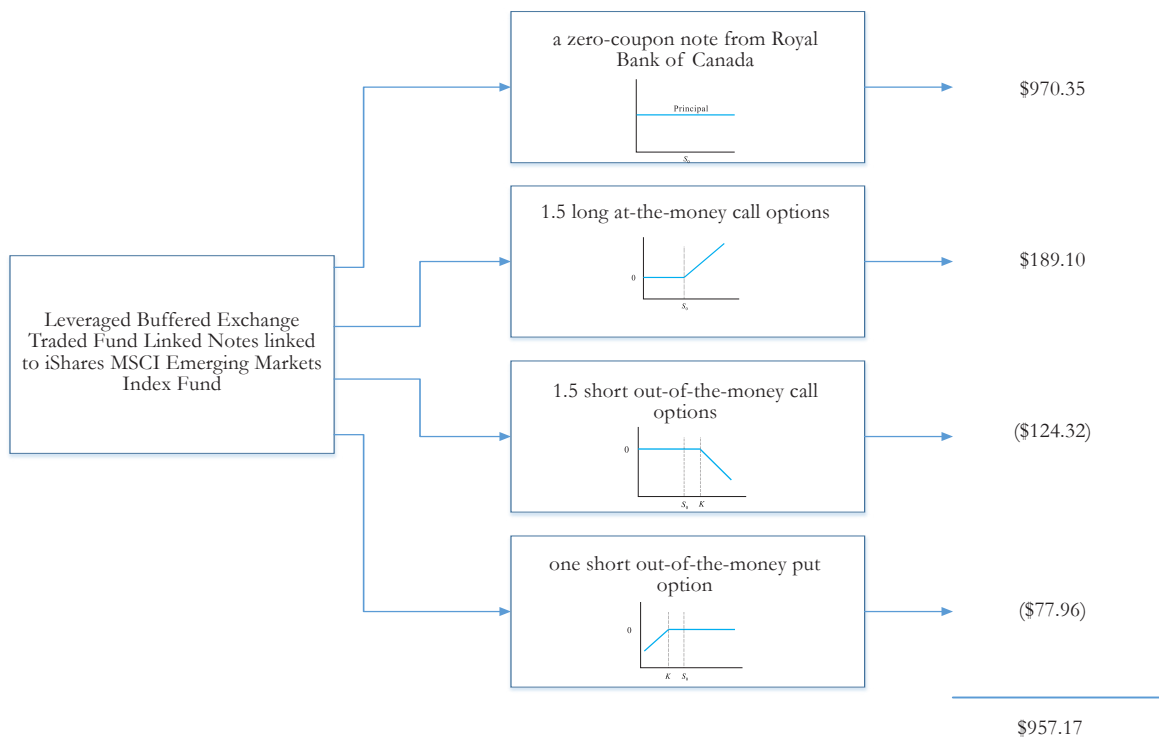 a zero-coupon note from Royal
Bank of Canada
Principal
S₀
$970.35
1.5 long at-the-money call options
0
S₀
$189.10
Leveraged Buffered Exchange
Traded Fund Linked Notes linked
to iShares MSCI Emerging Markets
Index Fund
1.5 short out-of-the-money call
options
0
S₀ K
($124.32)
one short out-of-the-money put
option
0
K S₀
($77.96)
$957.17